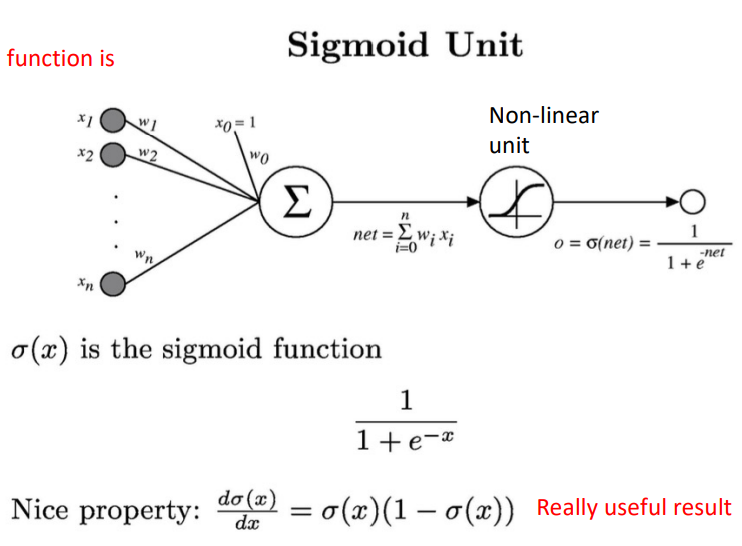 Sigmoid Unit
function is
x1 w1 x0 = 1 Non-linear
unit
x2 w2 w0
Σ
net = Σ wi xi
n
i=0
o = σ(net) = 1 / 1 + e^-net
wn
xn
σ(x) is the sigmoid function
1
1 + e^−x
Nice property: dσ(x)/dx = σ(x)(1 − σ(x)) Really useful result